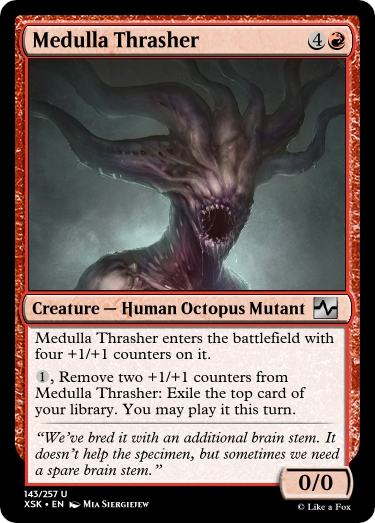 Medulla Thrasher 4
Creature — Human Octopus Mutant
Medulla Thrasher enters the battlefield with
four +1/+1 counters on it.
1, Remove two +1/+1 counters from
Medulla Thrasher: Exile the top card of
your library. You may play it this turn.
“We’ve bred it with an additional brain stem. It
doesn’t help the specimen, but sometimes we need
a spare brain stem.”
0/0
143/257 U
XSK • EN Mia Siergiejew
© Like a Fox